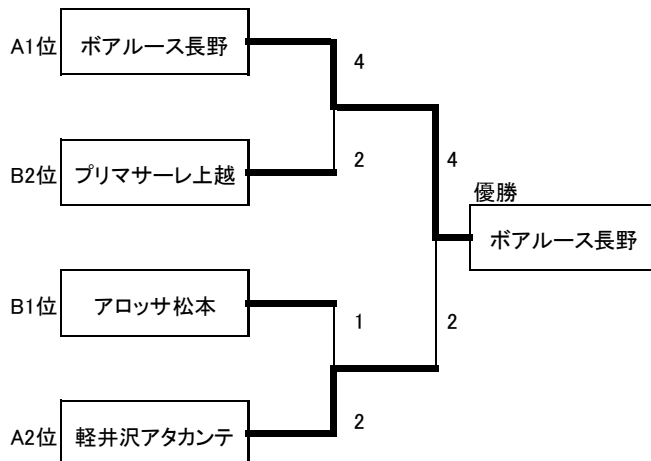 A1位 ボアルース長野
4
B2位 プリマサーレ上越
2
4
優勝
ボアルース長野
B1位 アロッサ松本
1
2
A2位 軽井沢アタカンテ
2